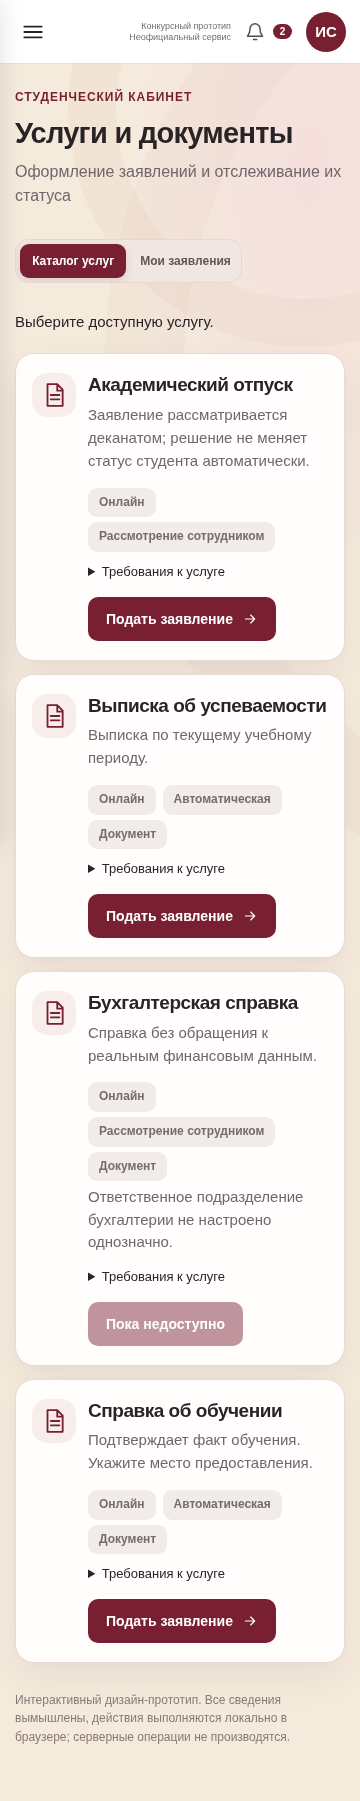 Конкурсный прототип
Неофициальный сервис
2
ИС
СТУДЕНЧЕСКИЙ КАБИНЕТ
Услуги и документы
Оформление заявлений и отслеживание их
статуса
Каталог услуг
Мои заявления
Выберите доступную услугу.
Академический отпуск
Заявление рассматривается
деканатом; решение не меняет
статус студента автоматически.
Онлайн
Рассмотрение сотрудником
Требования к услуге
Подать заявление
Выписка об успеваемости
Выписка по текущему учебному
периоду.
Онлайн
Автоматическая
Документ
Требования к услуге
Подать заявление
Бухгалтерская справка
Справка без обращения к
реальным финансовым данным.
Онлайн
Рассмотрение сотрудником
Документ
Ответственное подразделение
бухгалтерии не настроено
однозначно.
Требования к услуге
Пока недоступно
Справка об обучении
Подтверждает факт обучения.
Укажите место предоставления.
Онлайн
Автоматическая
Документ
Требования к услуге
Подать заявление
Интерактивный дизайн-прототип. Все сведения
вымышлены, действия выполняются локально в
браузере; серверные операции не производятся.